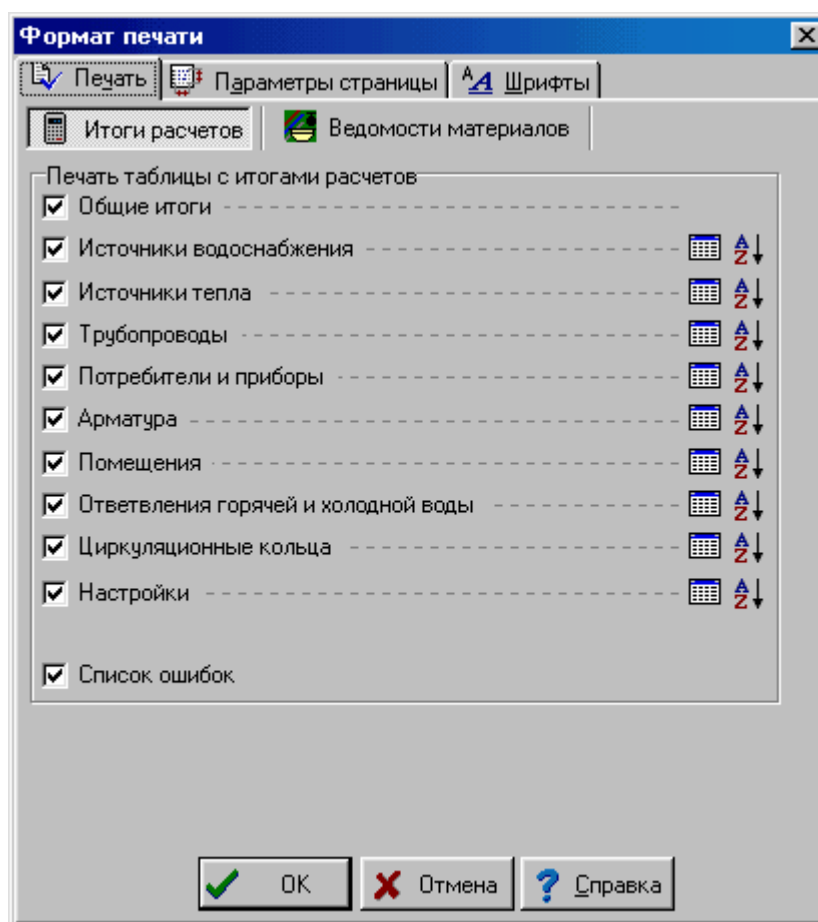 Формат печати
Печать Параметры страницы Шрифты
Итоги расчетов Ведомости материалов
Печать таблицы с итогами расчетов
Общие итоги
Источники водоснабжения
Источники тепла
Трубопроводы
Потребители и приборы
Арматура
Помещения
Ответвления горячей и холодной воды
Циркуляционные кольца
Настройки
Список ошибок
OK Отмена Справка